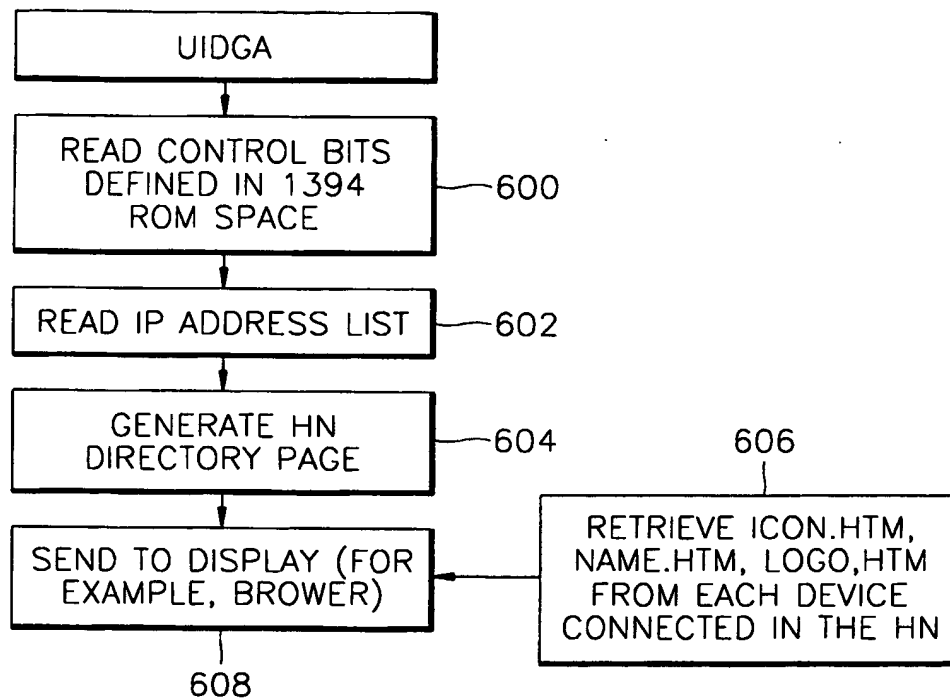 UIDGA
READ CONTROL BITS
DEFINED IN 1394
ROM SPACE
600
READ IP ADDRESS LIST
602
GENERATE HN
DIRECTORY PAGE
604
606
RETRIEVE ICON.HTM,
NAME.HTM, LOGO,HTM
FROM EACH DEVICE
CONNECTED IN THE HN
SEND TO DISPLAY (FOR
EXAMPLE, BROWER)
608